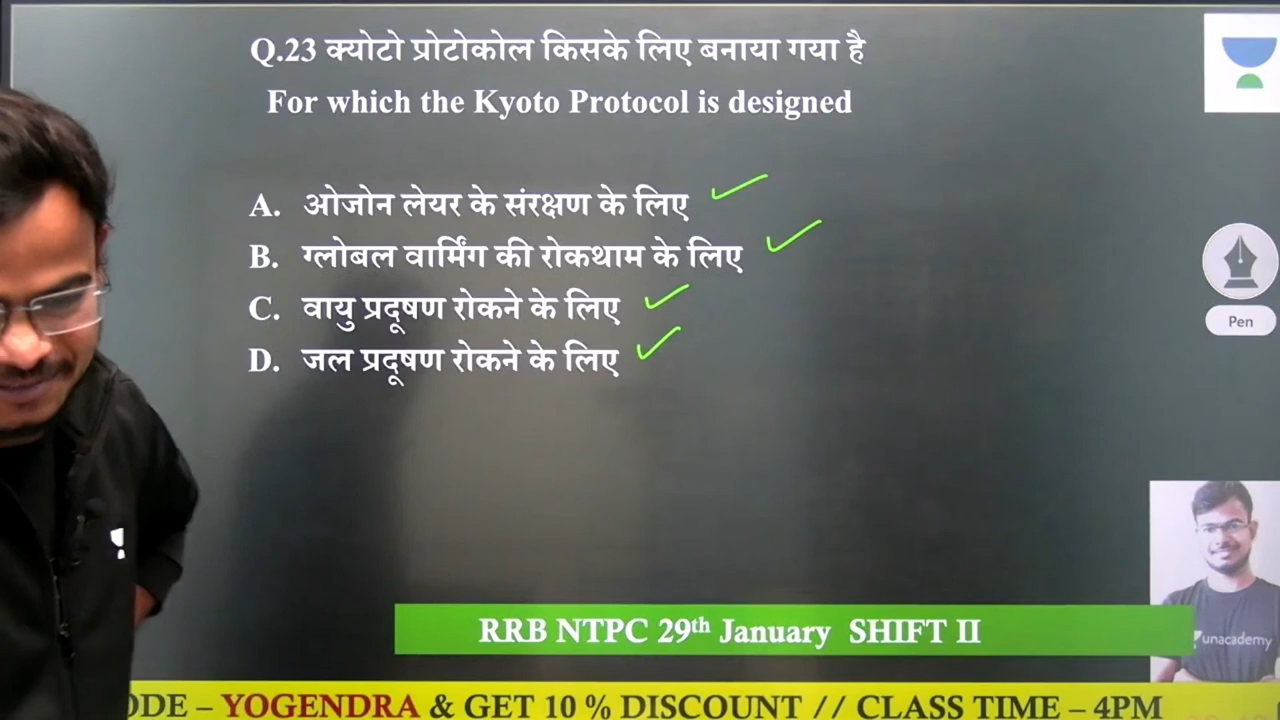 Q.23 क्योटो प्रोटोकोल किसके लिए बनाया गया है
For which the Kyoto Protocol is designed
A. ओजोन लेयर के संरक्षण के लिए
B. ग्लोबल वार्मिंग की रोकथाम के लिए
C. वायु प्रदूषण रोकने के लिए
D. जल प्रदूषण रोकने के लिए
Pen
unacademy
RRB NTPC 29th January SHIFT II
ODE – YOGENDRA & GET 10 % DISCOUNT // CLASS TIME – 4PM